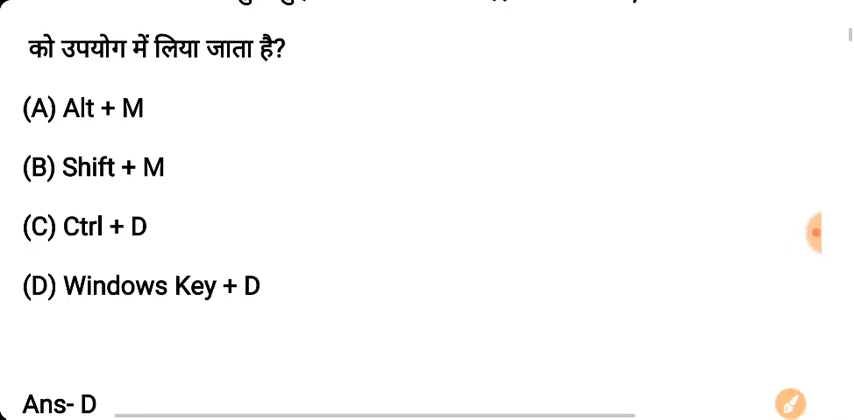 को उपयोग में लिया जाता है?
(A) Alt + M
(B) Shift + M
(C) Ctrl + D
(D) Windows Key + D
Ans- D